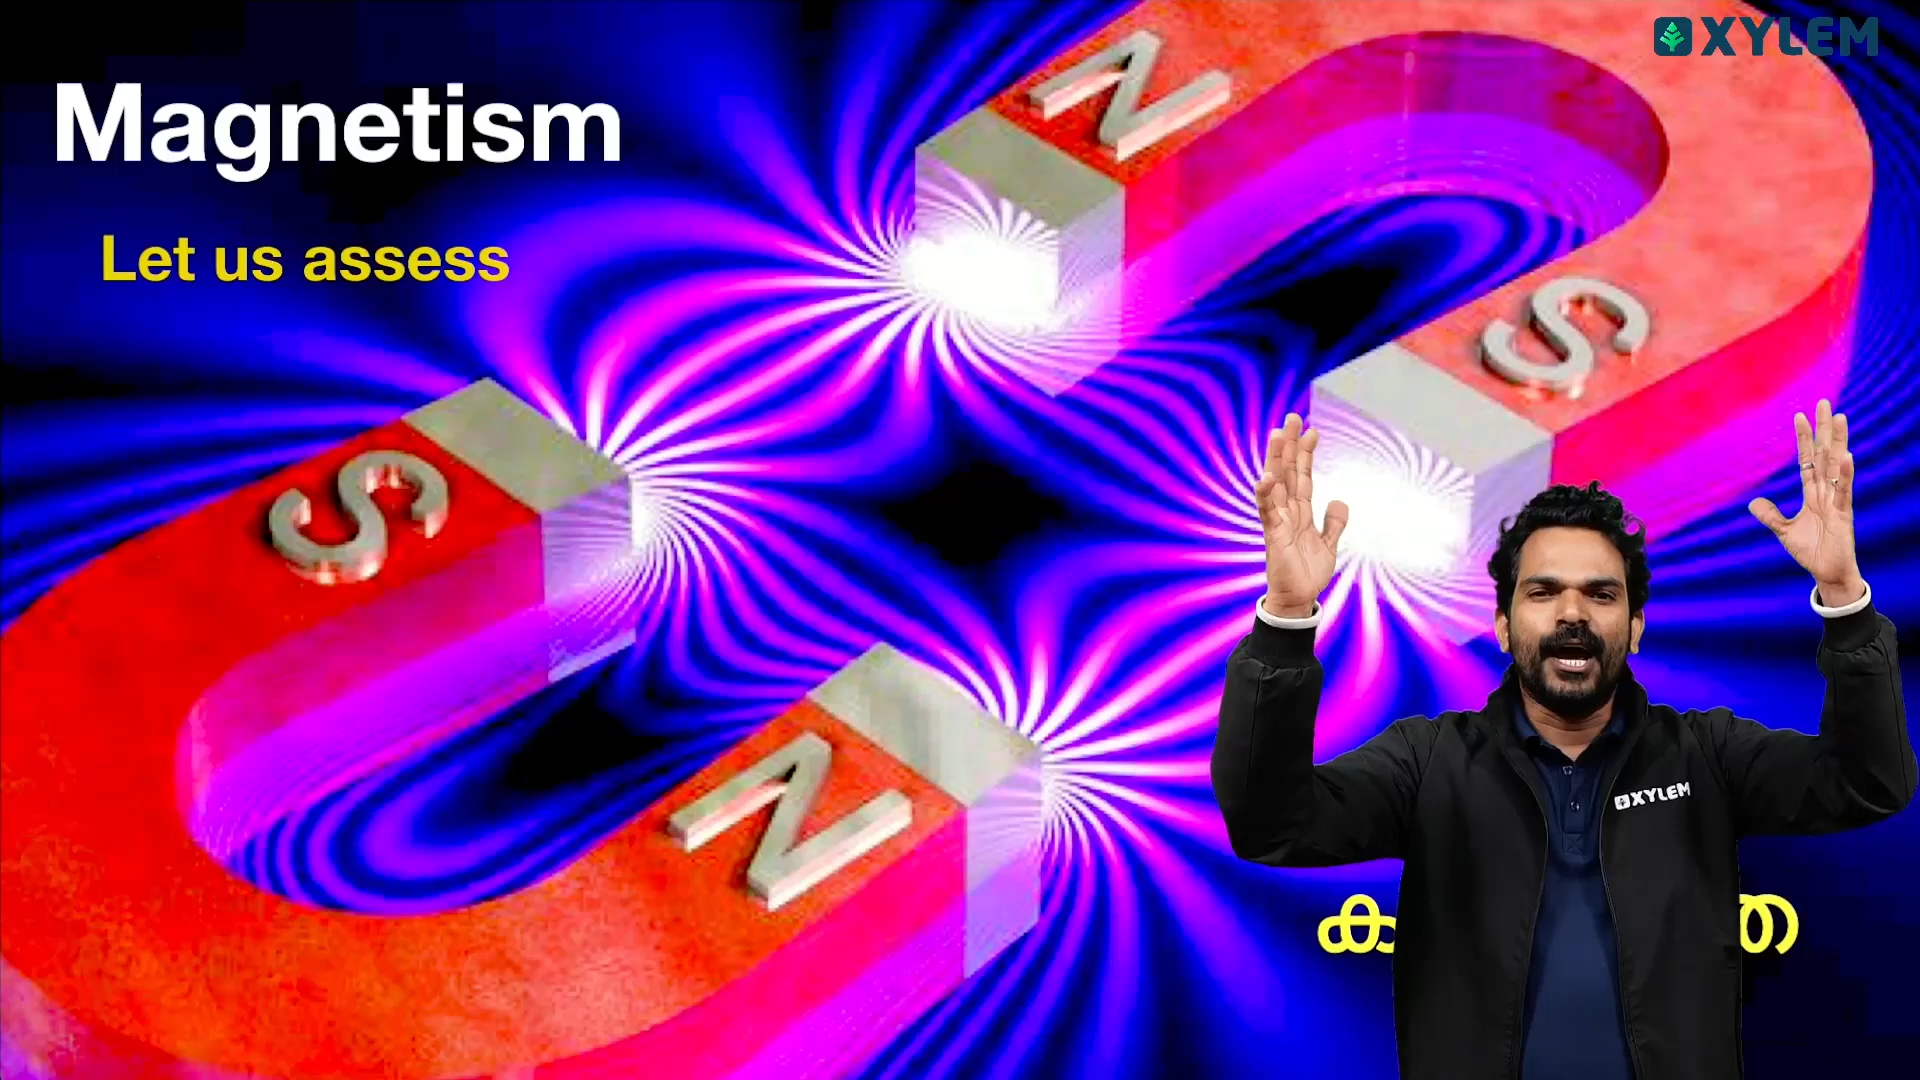 XYLEM
Magnetism
Let us assess
N
S
S
N
XYLEM